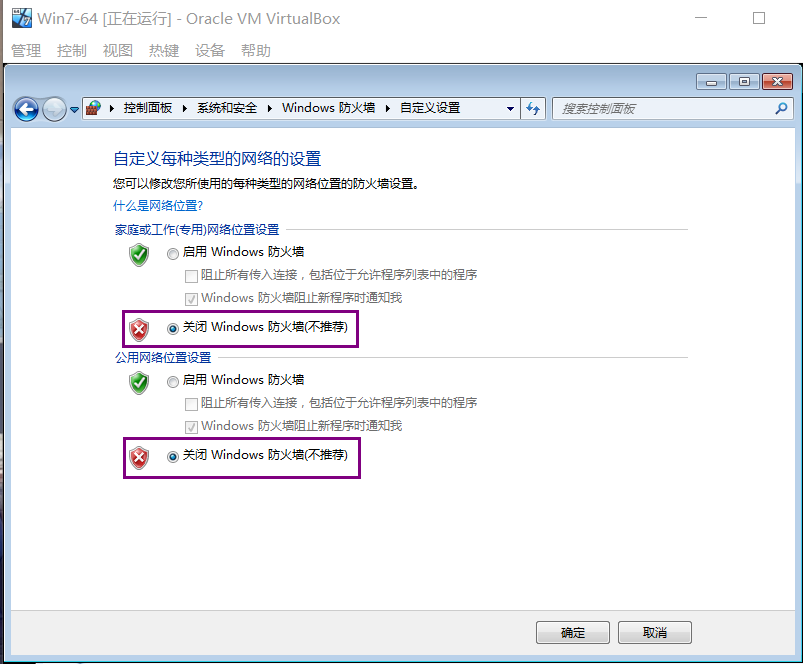 Win7-64 [正在运行] - Oracle VM VirtualBox
管理 控制 视图 热键 设备 帮助
控制面板 系统和安全 Windows 防火墙 自定义设置 搜索控制面板
自定义每种类型的网络的设置
您可以修改您所使用的每种类型的网络位置的防火墙设置。
什么是网络位置?
家庭或工作(专用)网络位置设置
启用 Windows 防火墙
阻止所有传入连接，包括位于允许程序列表中的程序
Windows 防火墙阻止新程序时通知我
关闭 Windows 防火墙(不推荐)
公用网络位置设置
启用 Windows 防火墙
阻止所有传入连接，包括位于允许程序列表中的程序
Windows 防火墙阻止新程序时通知我
关闭 Windows 防火墙(不推荐)
确定 取消